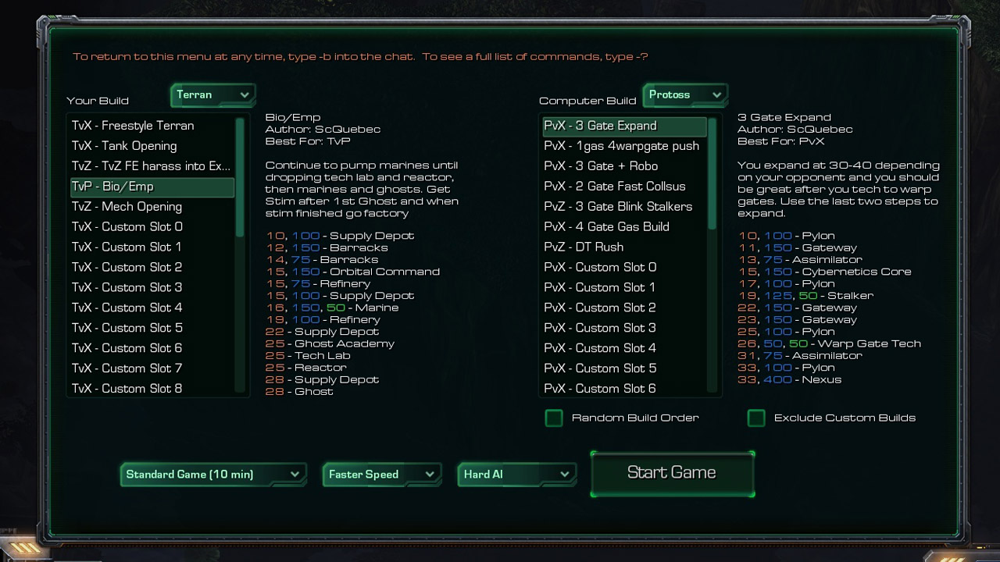 To return to this menu at any time, type -b into the chat. To see a full list of commands, type -?
Your Build
Terran
TvX - Freestyle Terran
TvX - Tank Opening
TvZ - TvZ FE harass into Ex...
TvP - Bio/Emp
TvZ - Mech Opening
TvX - Custom Slot 0
TvX - Custom Slot 1
TvX - Custom Slot 2
TvX - Custom Slot 3
TvX - Custom Slot 4
TvX - Custom Slot 5
TvX - Custom Slot 6
TvX - Custom Slot 7
TvX - Custom Slot 8
Bio/Emp
Author: ScQuebec
Best For: TvP
Continue to pump marines until
dropping tech lab and reactor,
then marines and ghosts. Get
Stim after 1st Ghost and when
stim finished go factory
10, 100 - Supply Depot
12, 150 - Barracks
14, 75 - Barracks
15, 150 - Orbital Command
15, 75 - Refinery
15, 100 - Supply Depot
16, 150, 50 - Marine
19, 100 - Refinery
22 - Supply Depot
25 - Ghost Academy
25 - Tech Lab
25 - Reactor
28 - Supply Depot
28 - Ghost
Computer Build
Protoss
PvX - 3 Gate Expand
PvX - 1gas 4warpgate push
PvX - 3 Gate + Robo
PvX - 2 Gate Fast Collsus
PvZ - 3 Gate Blink Stalkers
PvX - 4 Gate Gas Build
PvZ - DT Rush
PvX - Custom Slot 0
PvX - Custom Slot 1
PvX - Custom Slot 2
PvX - Custom Slot 3
PvX - Custom Slot 4
PvX - Custom Slot 5
PvX - Custom Slot 6
3 Gate Expand
Author: ScQuebec
Best For: PvX
You expand at 30-40 depending
on your opponent and you should
be great after you tech to warp
gates. Use the last two steps to
expand.
10, 100 - Pylon
11, 150 - Gateway
13, 75 - Assimilator
15, 150 - Cybernetics Core
17, 100 - Pylon
19, 125, 50 - Stalker
22, 150 - Gateway
23, 150 - Gateway
25, 100 - Pylon
26, 50, 50 - Warp Gate Tech
31, 75 - Assimilator
33, 100 - Pylon
33, 400 - Nexus
Random Build Order
Exclude Custom Builds
Standard Game (10 min)
Faster Speed
Hard AI
Start Game